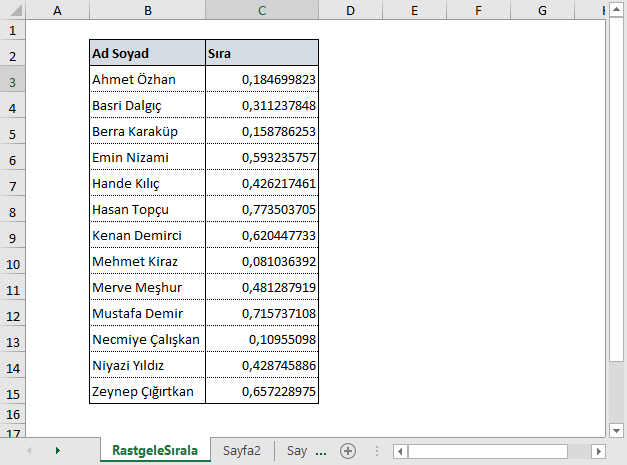 A B C D E F G H
1
2 Ad Soyad Sıra
3 Ahmet Özhan 0,184699823
4 Basri Dalgıç 0,311237848
5 Berra Karaküp 0,158786253
6 Emin Nizami 0,593235757
7 Hande Kılıç 0,426217461
8 Hasan Topçu 0,773503705
9 Kenan Demirci 0,620447733
10 Mehmet Kiraz 0,081036392
11 Merve Meşhur 0,481287919
12 Mustafa Demir 0,715737108
13 Necmiye Çalışkan 0,10955098
14 Niyazi Yıldız 0,428745886
15 Zeynep Çığırtkan 0,657228975
16
17
RastgeleSırala Sayfa2 Say ...